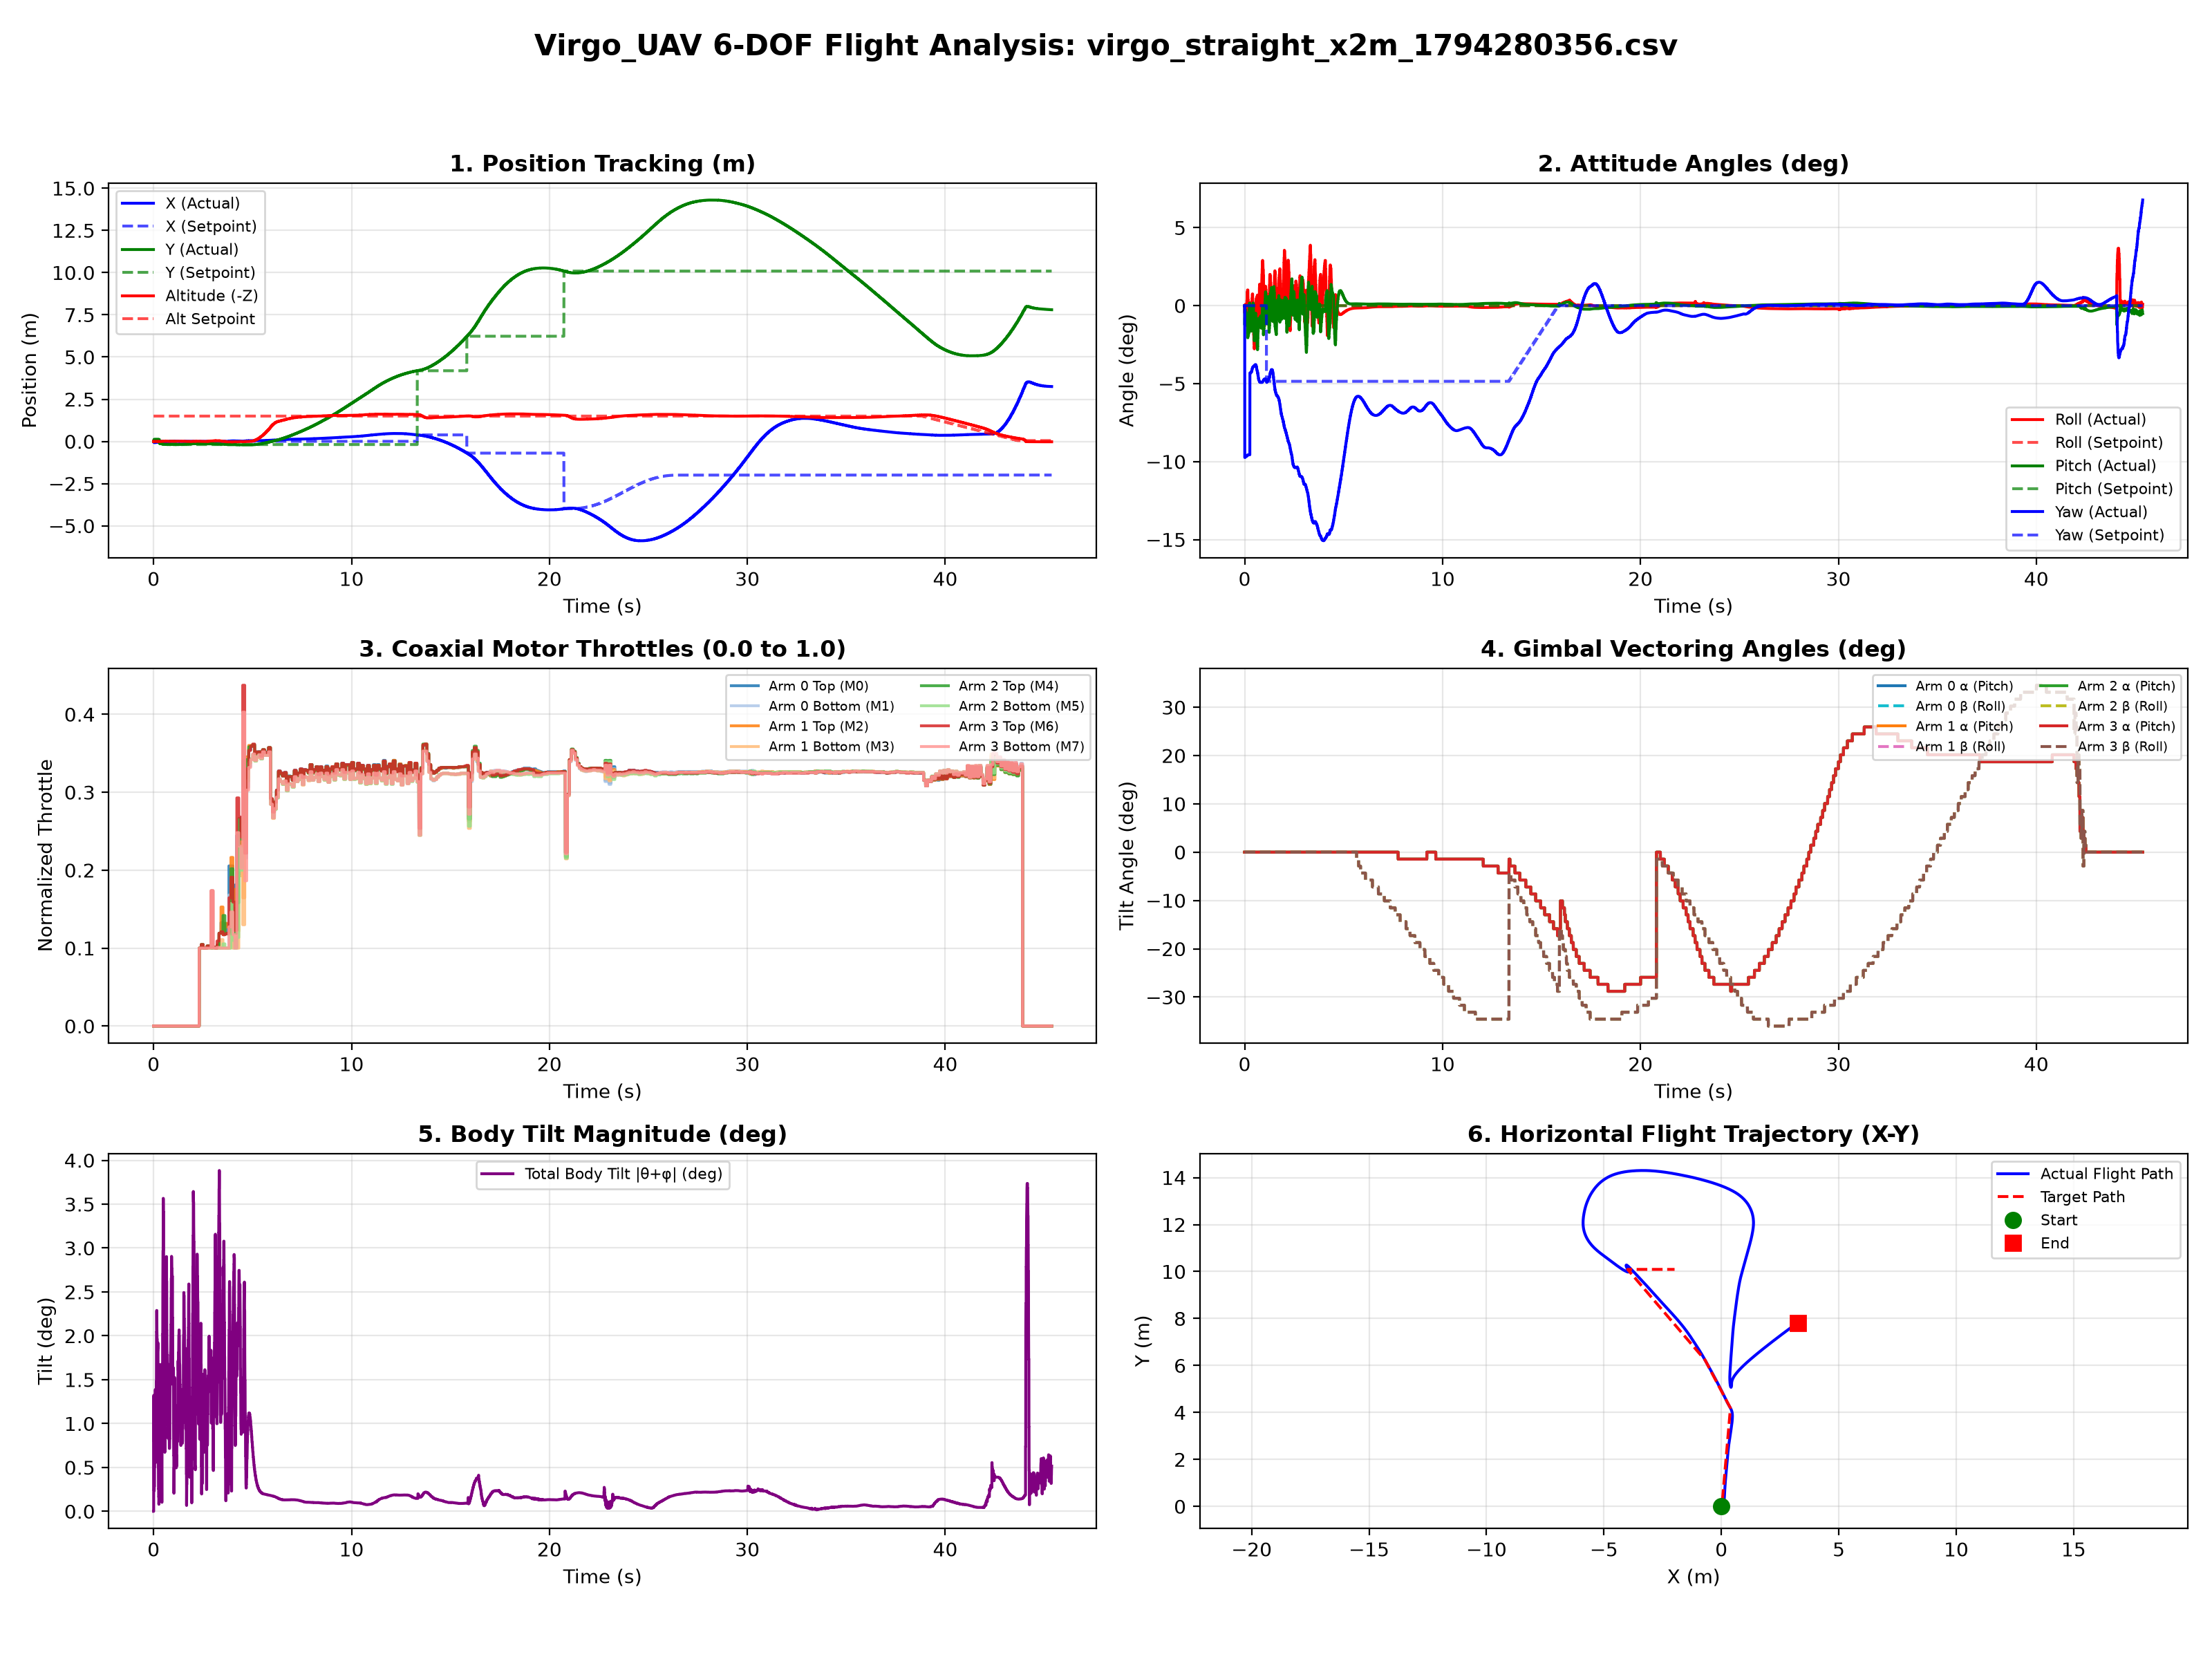 Virgo_UAV 6-DOF Flight Analysis: virgo_straight_x2m_1794280356.csv
1. Position Tracking (m)
Position (m)
15.0
12.5
10.0
7.5
5.0
2.5
0.0
−2.5
−5.0
X (Actual)
X (Setpoint)
Y (Actual)
Y (Setpoint)
Altitude (-Z)
Alt Setpoint
0 10 20 30 40
Time (s)
2. Attitude Angles (deg)
Angle (deg)
5
0
−5
−10
−15
Roll (Actual)
Roll (Setpoint)
Pitch (Actual)
Pitch (Setpoint)
Yaw (Actual)
Yaw (Setpoint)
0 10 20 30 40
Time (s)
3. Coaxial Motor Throttles (0.0 to 1.0)
Normalized Throttle
0.4
0.3
0.2
0.1
0.0
Arm 0 Top (M0) Arm 2 Top (M4)
Arm 0 Bottom (M1) Arm 2 Bottom (M5)
Arm 1 Top (M2) Arm 3 Top (M6)
Arm 1 Bottom (M3) Arm 3 Bottom (M7)
0 10 20 30 40
Time (s)
4. Gimbal Vectoring Angles (deg)
Tilt Angle (deg)
30
20
10
0
−10
−20
−30
Arm 0 α (Pitch) Arm 2 α (Pitch)
Arm 0 β (Roll) Arm 2 β (Roll)
Arm 1 α (Pitch) Arm 3 α (Pitch)
Arm 1 β (Roll) Arm 3 β (Roll)
0 10 20 30 40
Time (s)
5. Body Tilt Magnitude (deg)
Tilt (deg)
4.0
3.5
3.0
2.5
2.0
1.5
1.0
0.5
0.0
Total Body Tilt |θ+φ| (deg)
0 10 20 30 40
Time (s)
6. Horizontal Flight Trajectory (X-Y)
Y (m)
14
12
10
8
6
4
2
0
Actual Flight Path
Target Path
Start
End
−20 −15 −10 −5 0 5 10 15
X (m)